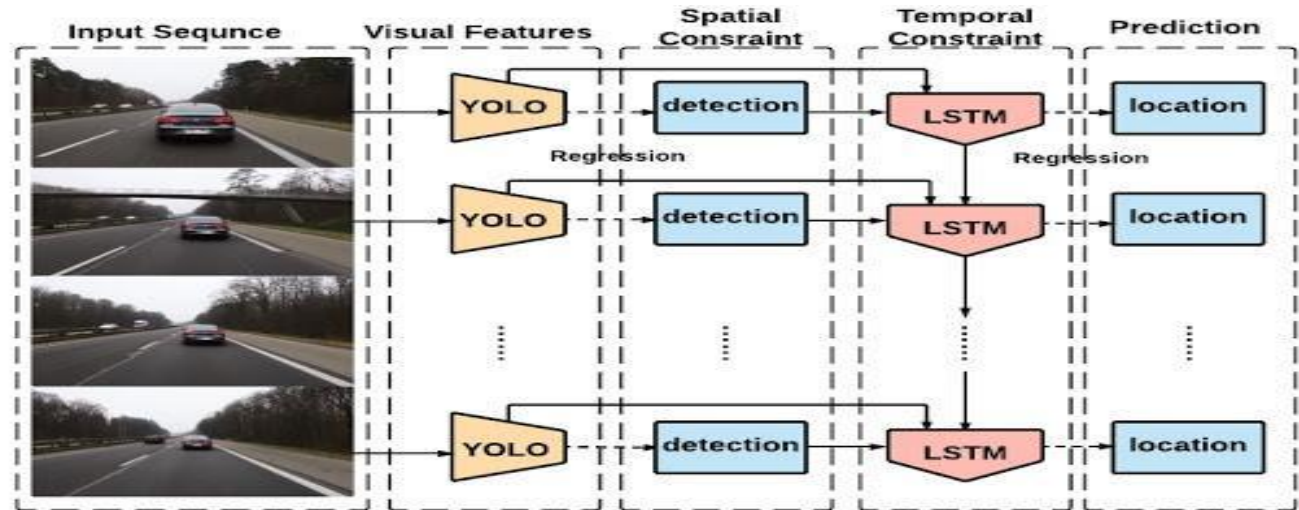 Input Sequnce
Visual Features
Spatial
Consraint
Temporal
Constraint
Prediction
YOLO
detection
LSTM
location
Regression
Regression
YOLO
detection
LSTM
location
YOLO
detection
LSTM
location